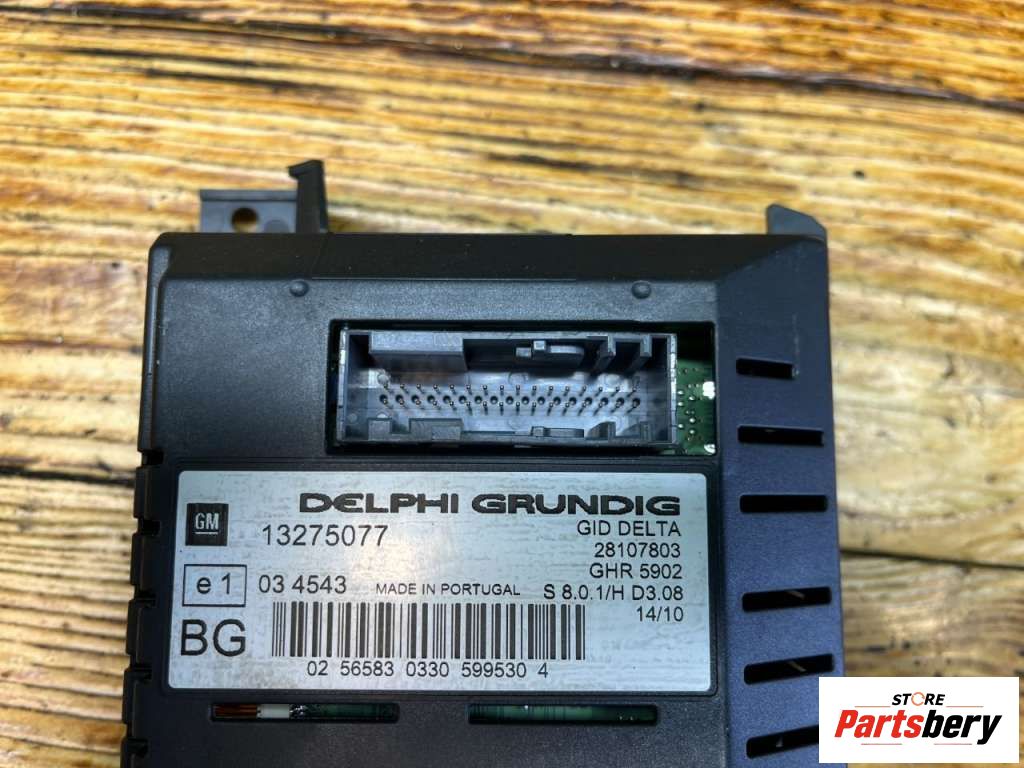 DELPHI GRUNDIG
GM
13275077
GID DELTA
28107803
GHR 5902
e1
03 4543
MADE IN PORTUGAL
S 8.0.1/H D3.08
14/10
BG
02 56583 0330 599530 4
STORE
Partsbery